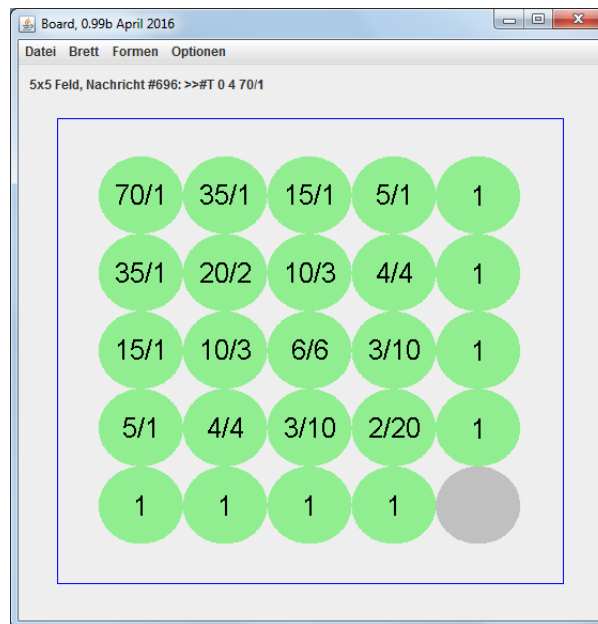 Board, 0.99b April 2016
Datei Brett Formen Optionen
5x5 Feld, Nachricht #696: >>#T 0 4 70/1
70/1 35/1 15/1 5/1 1
35/1 20/2 10/3 4/4 1
15/1 10/3 6/6 3/10 1
5/1 4/4 3/10 2/20 1
1 1 1 1